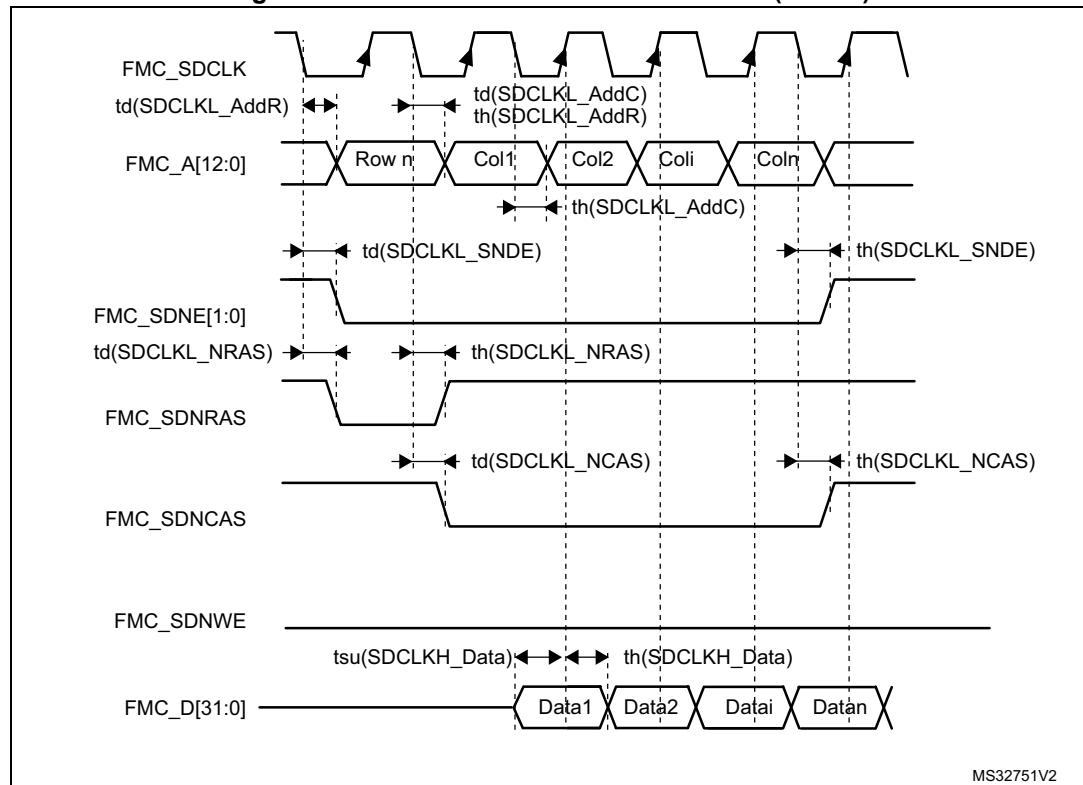 FMC_SDCLK
td(SDCLKL_AddR)
td(SDCLKL_AddC)
th(SDCLKL_AddR)
FMC_A[12:0]
Row n
Col1
Col2
Coli
Coln
th(SDCLKL_AddC)
td(SDCLKL_SNDE)
th(SDCLKL_SNDE)
FMC_SDNE[1:0]
td(SDCLKL_NRAS)
th(SDCLKL_NRAS)
FMC_SDNRAS
td(SDCLKL_NCAS)
th(SDCLKL_NCAS)
FMC_SDNCAS
FMC_SDNWE
tsu(SDCLKH_Data)
th(SDCLKH_Data)
FMC_D[31:0]
Data1
Data2
Datai
Datan
MS32751V2